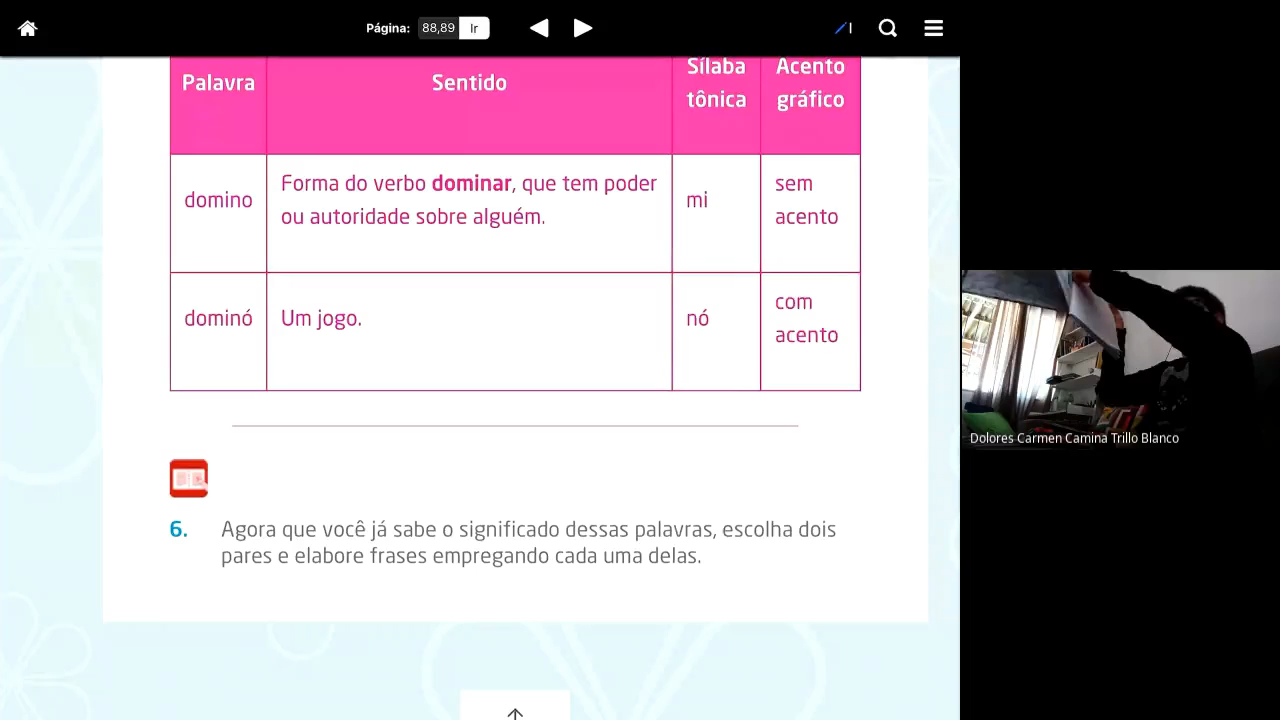 Página: 88,89 Ir
Palavra Sentido Sílaba tônica Acento gráfico
domino Forma do verbo dominar, que tem poder ou autoridade sobre alguém. mi sem acento
dominó Um jogo. nó com acento
6. Agora que você já sabe o significado dessas palavras, escolha dois
pares e elabore frases empregando cada uma delas.
Dolores Carmen Camina Trillo Blanco